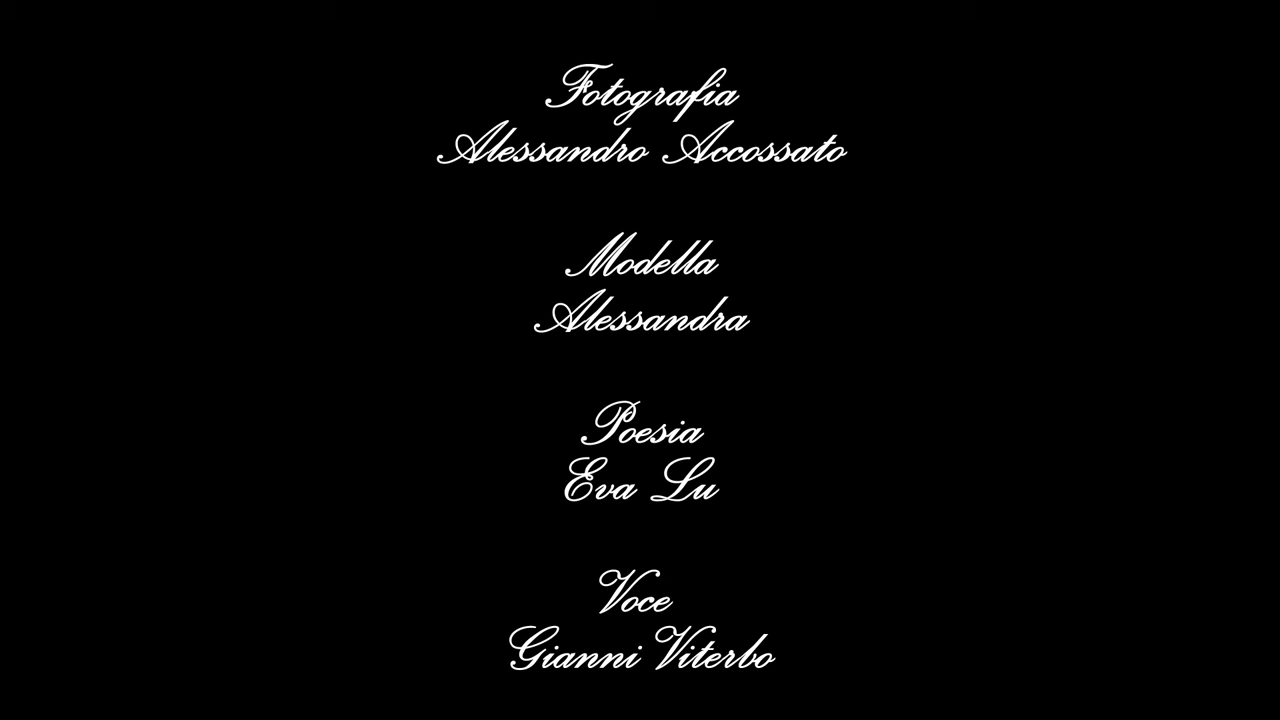 Fotografia
Alessandro Accossato
Modella
Alessandra
Poesia
Eva Lu
Voce
Gianni Viterbo